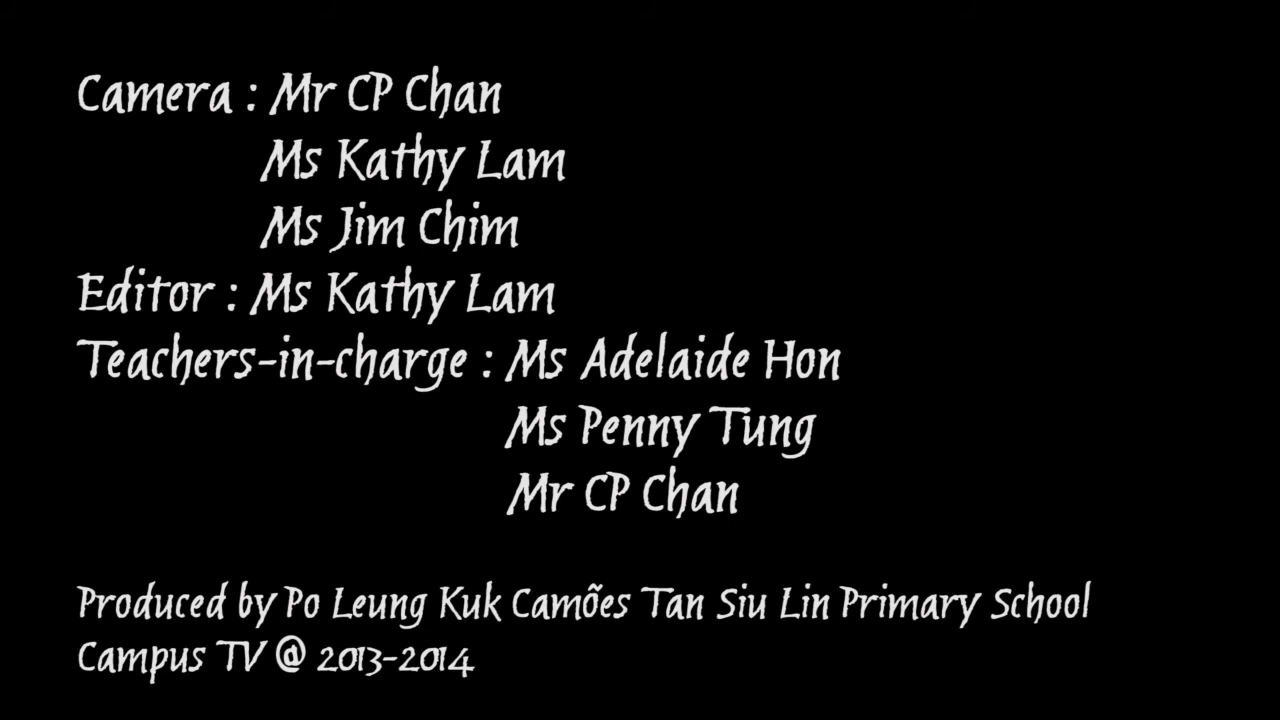 Camera : Mr CP Chan
Ms Kathy Lam
Ms Jim Chim
Editor : Ms Kathy Lam
Teachers-in-charge : Ms Adelaide Hon
Ms Penny Tung
Mr CP Chan
Produced by Po Leung Kuk Camões Tan Siu Lin Primary School
Campus TV @ 2013-2014